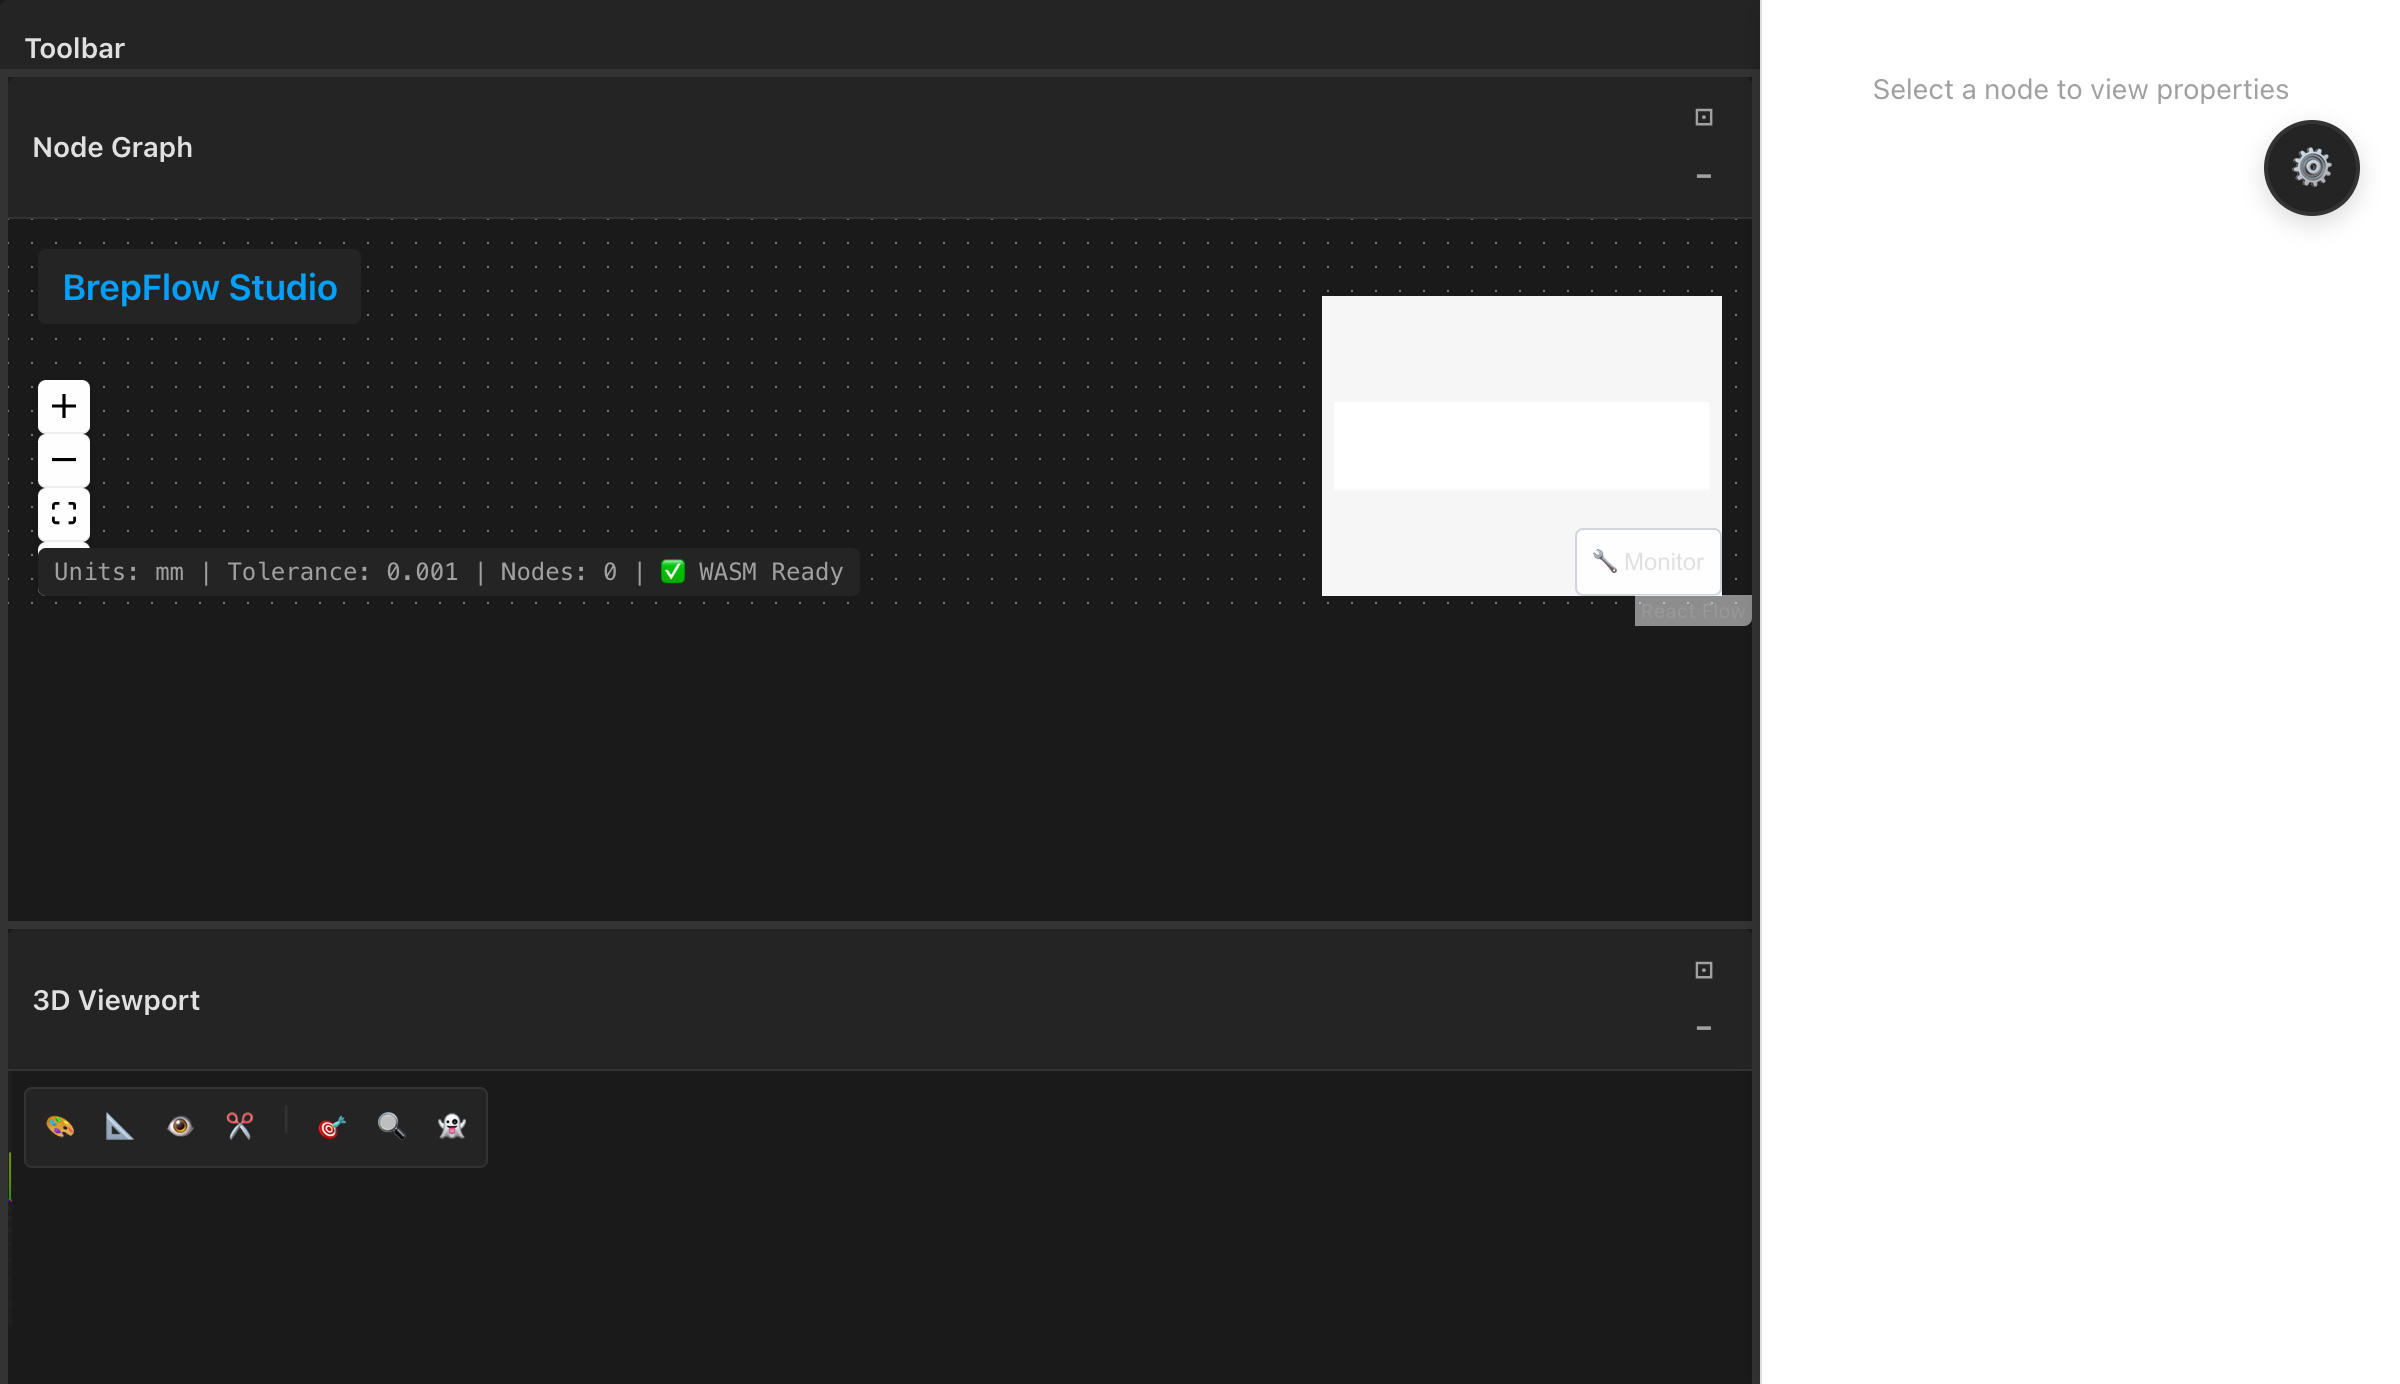 Toolbar
Select a node to view properties
Node Graph
BrepFlow Studio
Units: mm | Tolerance: 0.001 | Nodes: 0 | ✅ WASM Ready
🔧 Monitor
React Flow
3D Viewport